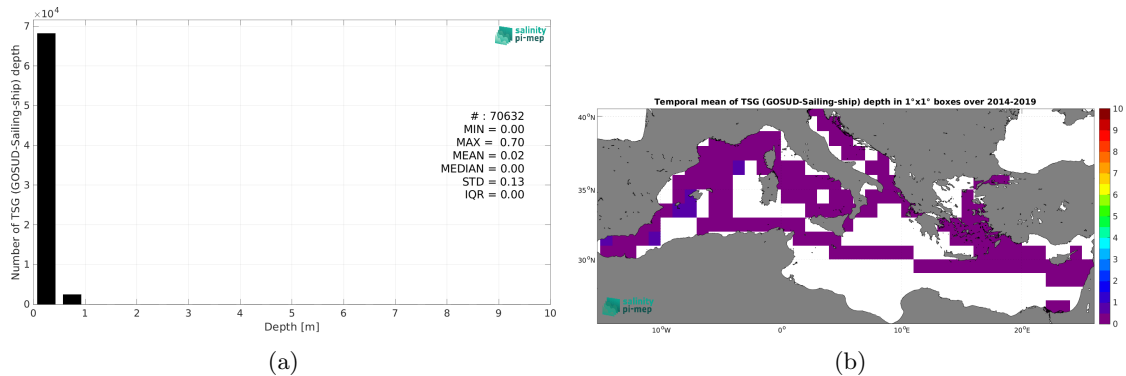 ×10⁴
7
6
5
4
3
2
1
0
Number of TSG (GOSUD-Sailing-ship) depth
salinity
pi-mep
# : 70632
MIN = 0.00
MAX = 0.70
MEAN = 0.02
MEDIAN = 0.00
STD = 0.13
IQR = 0.00
0 1 2 3 4 5 6 7 8 9 10
Depth [m]
(a)
Temporal mean of TSG (GOSUD-Sailing-ship) depth in 1°x1° boxes over 2014-2019
40°N
35°N
30°N
salinity
pi-mep
10°W 0° 10°E 20°E
10
9
8
7
6
5
4
3
2
1
0
(b)